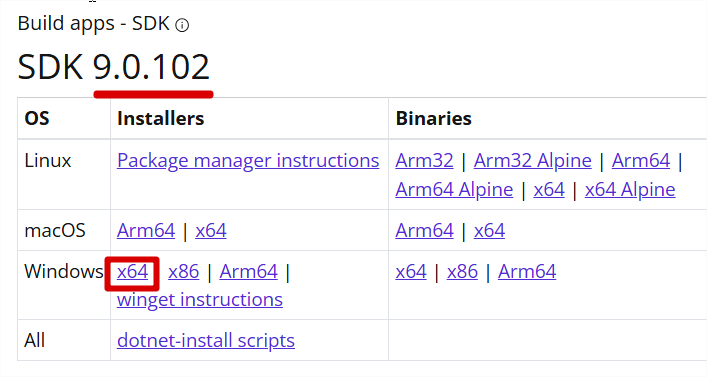 Build apps - SDK
SDK 9.0.102
OS Installers Binaries
Linux Package manager instructions Arm32 | Arm32 Alpine | Arm64 |
Arm64 Alpine | x64 | x64 Alpine
macOS Arm64 | x64 Arm64 | x64
Windows x64 x86 | Arm64 | x64 | x86 | Arm64
winget instructions
All dotnet-install scripts